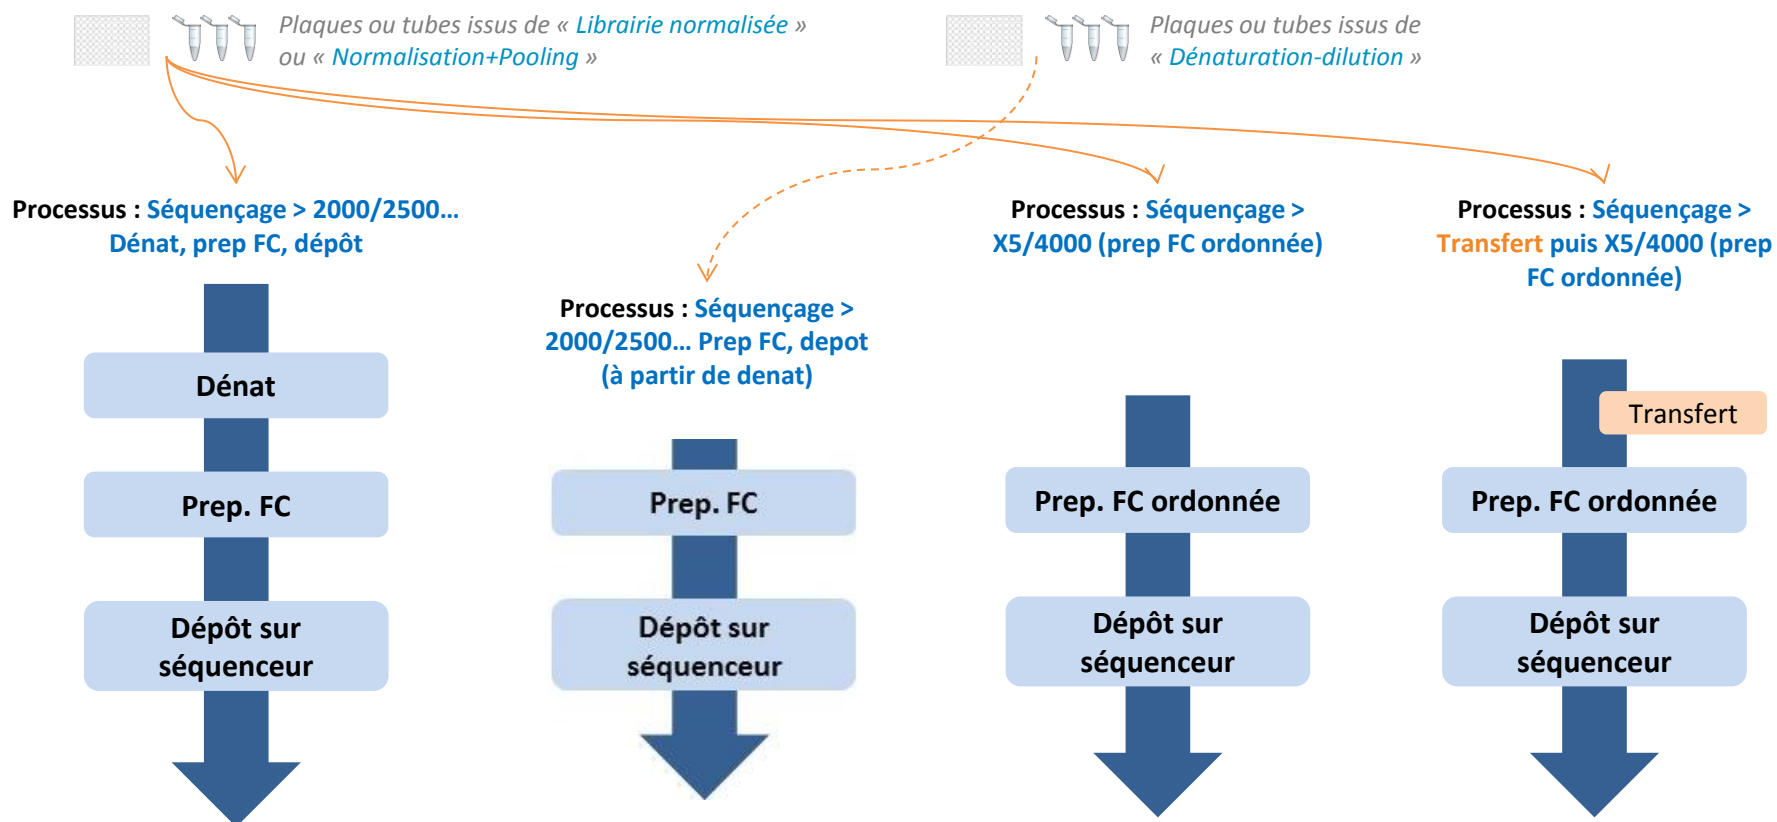 Plaques ou tubes issus de « Librairie normalisée »
ou « Normalisation+Pooling »
Plaques ou tubes issus de
« Dénaturation-dilution »
Processus : Séquençage > 2000/2500…
Dénat, prep FC, dépôt
Processus : Séquençage >
2000/2500… Prep FC, depot
(à partir de denat)
Processus : Séquençage >
X5/4000 (prep FC ordonnée)
Processus : Séquençage >
Transfert puis X5/4000 (prep
FC ordonnée)
Dénat
Prep. FC
Dépôt sur
séquenceur
Prep. FC
Dépôt sur
séquenceur
Prep. FC ordonnée
Dépôt sur
séquenceur
Transfert
Prep. FC ordonnée
Dépôt sur
séquenceur